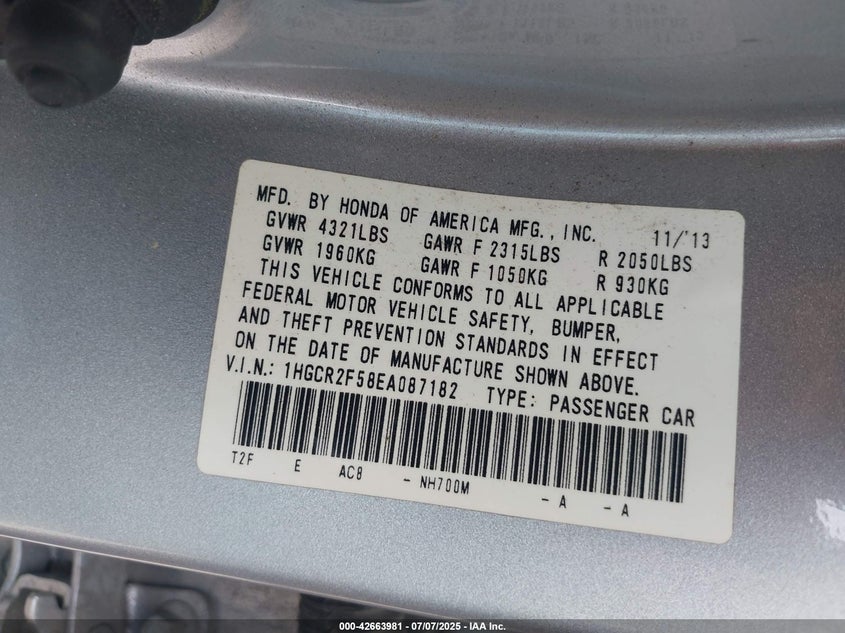 MFD. BY HONDA OF AMERICA MFG., INC. 11/'13
GVWR 4321LBS GAWR F 2315LBS R 2050LBS
GVWR 1960KG GAWR F 1050KG R 930KG
THIS VEHICLE CONFORMS TO ALL APPLICABLE
FEDERAL MOTOR VEHICLE SAFETY, BUMPER,
AND THEFT PREVENTION STANDARDS IN EFFECT
ON THE DATE OF MANUFACTURE SHOWN ABOVE.
V.I.N.: 1HGCR2F58EA087182 TYPE: PASSENGER CAR
T2F E AC8 - NH700M - A - A
000-42663981 / 07/07/2025 - IAA Inc.